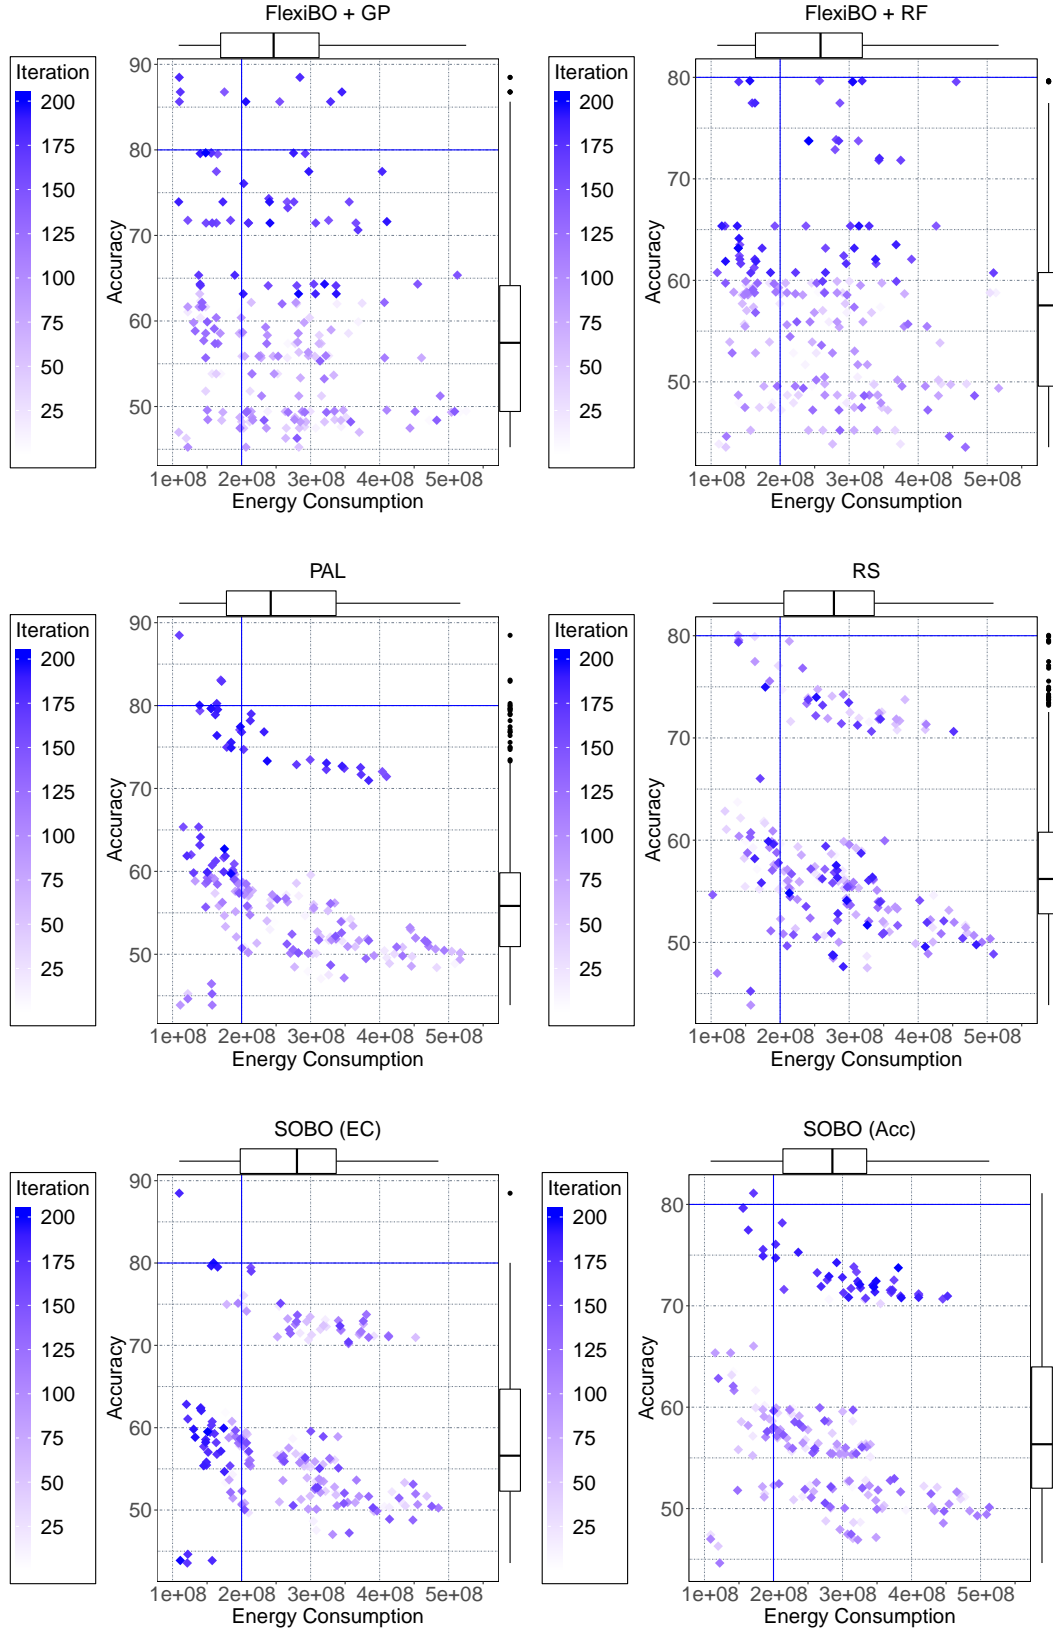 FlexiBO + GP
Iteration
200
175
150
125
100
75
50
25
Accuracy
90
80
70
60
50
1e+08 2e+08 3e+08 4e+08 5e+08
Energy Consumption
FlexiBO + RF
Iteration
200
175
150
125
100
75
50
25
Accuracy
80
70
60
50
1e+08 2e+08 3e+08 4e+08 5e+08
Energy Consumption
PAL
Iteration
200
175
150
125
100
75
50
25
Accuracy
90
80
70
60
50
1e+08 2e+08 3e+08 4e+08 5e+08
Energy Consumption
RS
Iteration
200
175
150
125
100
75
50
25
Accuracy
80
70
60
50
1e+08 2e+08 3e+08 4e+08 5e+08
Energy Consumption
SOBO (EC)
Iteration
200
175
150
125
100
75
50
25
Accuracy
90
80
70
60
50
1e+08 2e+08 3e+08 4e+08 5e+08
Energy Consumption
SOBO (Acc)
Iteration
200
175
150
125
100
75
50
25
Accuracy
80
70
60
50
1e+08 2e+08 3e+08 4e+08 5e+08
Energy Consumption